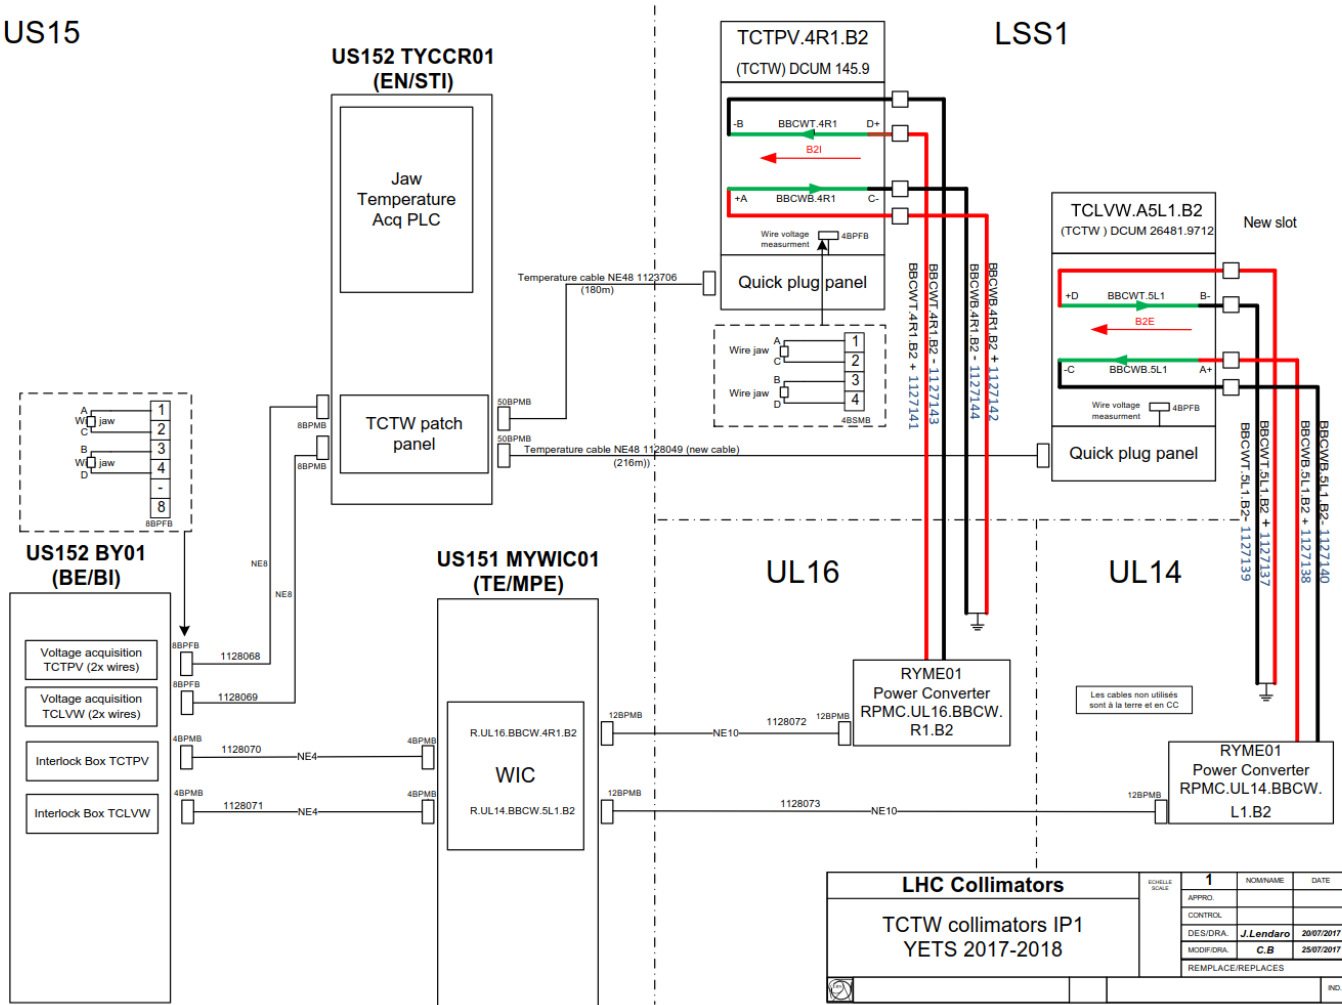 US15
LSS1
US152 TYCCR01
(EN/STI)
Jaw
Temperature
Acq PLC
TCTW patch
panel
8BPMB
8BPMB
50BPMB
50BPMB
Temperature cable NE48 1123706
(180m)
Temperature cable NE48 1128049 (new cable)
(216m))
TCTPV.4R1.B2
(TCTW) DCUM 145.9
-B
BBCWT.4R1
D+
B2I
+A
BBCWB.4R1
C-
Wire voltage
measurment
4BPFB
Quick plug panel
Wire jaw
A
C
Wire jaw
B
D
1
2
3
4
4BSMB
BBCWT.4R1.B2 + 1127141
BBCWT.4R1.B2 - 1127143
BBCWB.4R1.B2 - 1127144
BBCWB.4R1.B2 + 1127142
TCLVW.A5L1.B2
(TCTW ) DCUM 26481.9712
New slot
+D
BBCWT.5L1
B-
B2E
-C
BBCWB.5L1
A+
Wire voltage
measurment
4BPFB
Quick plug panel
BBCWT.5L1.B2- 1127139
BBCWT.5L1.B2 + 1127137
BBCWB.5L1.B2 + 1127138
BBCWB.5L1.B2- 1127140
A
C
jaw
B
D
jaw
1
2
3
4
-
8
8BPFB
US152 BY01
(BE/BI)
Voltage acquisition
TCTPV (2x wires)
Voltage acquisition
TCLVW (2x wires)
Interlock Box TCTPV
Interlock Box TCLVW
8BPFB
1128068
8BPFB
1128069
NE8
NE8
4BPMB
1128070
NE4
4BPMB
4BPMB
1128071
NE4
4BPMB
US151 MYWIC01
(TE/MPE)
R.UL16.BBCW.4R1.B2
WIC
R.UL14.BBCW.5L1.B2
12BPMB
1128072
NE10
12BPMB
12BPMB
1128073
NE10
12BPMB
UL16
UL14
RYME01
Power Converter
RPMC.UL16.BBCW.
R1.B2
Les cables non utilisés
sont à la terre et en CC
RYME01
Power Converter
RPMC.UL14.BBCW.
L1.B2
LHC Collimators
TCTW collimators IP1
YETS 2017-2018
ECHELLE
SCALE
1
NOM/NAME
DATE
APPRO.
CONTROL
DES/DRA.
J.Lendaro
20/07/2017
MODIF/DRA.
C.B
25/07/2017
REMPLACE/REPLACES
IND.